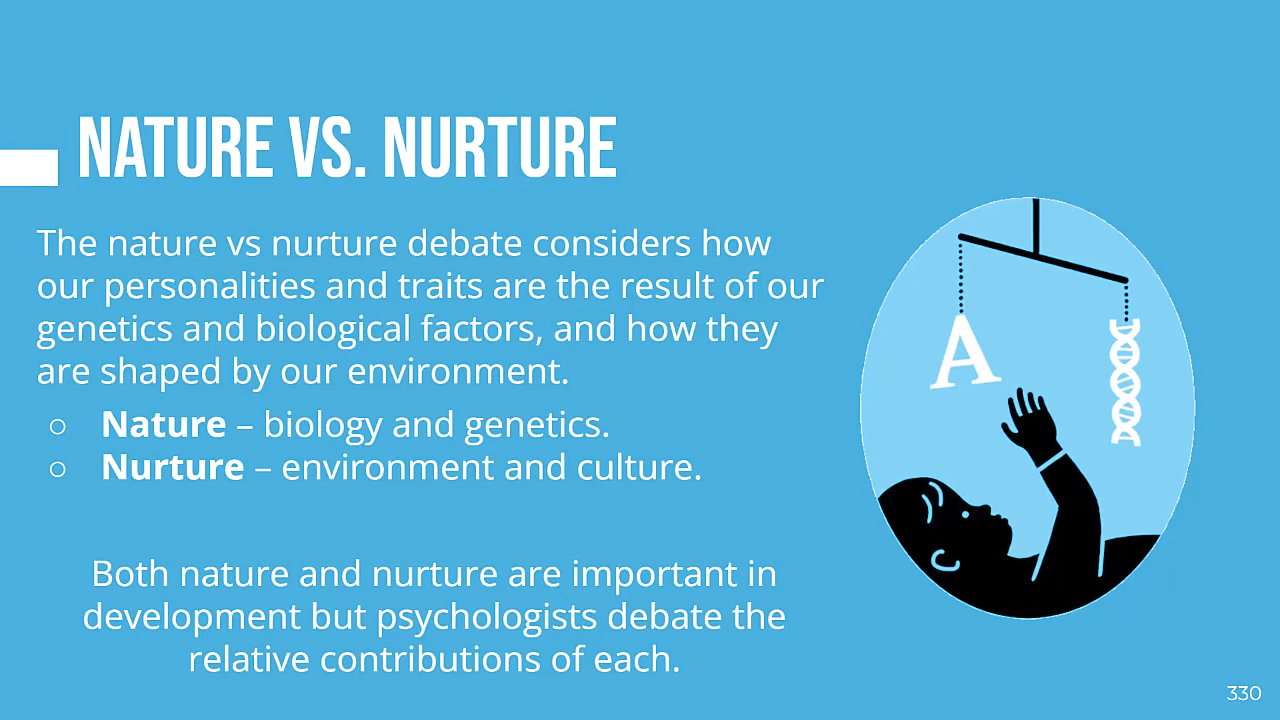 NATURE VS. NURTURE
The nature vs nurture debate considers how
our personalities and traits are the result of our
genetics and biological factors, and how they
are shaped by our environment.
○ Nature – biology and genetics.
○ Nurture – environment and culture.
A
Both nature and nurture are important in
development but psychologists debate the
relative contributions of each.
330